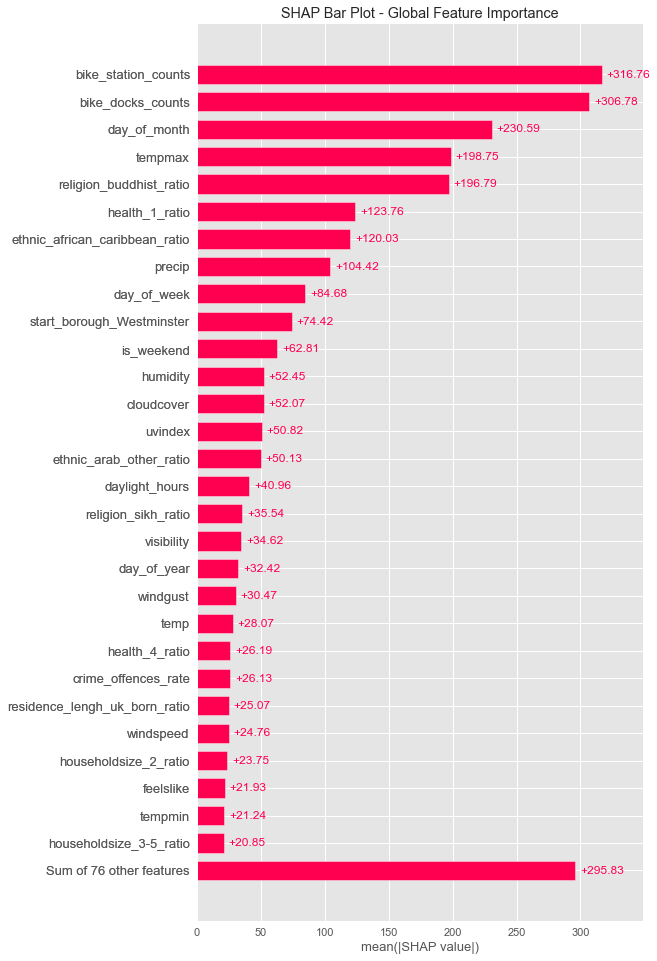 SHAP Bar Plot - Global Feature Importance
bike_station_counts +316.76
bike_docks_counts +306.78
day_of_month +230.59
tempmax +198.75
religion_buddhist_ratio +196.79
health_1_ratio +123.76
ethnic_african_caribbean_ratio +120.03
precip +104.42
day_of_week +84.68
start_borough_Westminster +74.42
is_weekend +62.81
humidity +52.45
cloudcover +52.07
uvindex +50.82
ethnic_arab_other_ratio +50.13
daylight_hours +40.96
religion_sikh_ratio +35.54
visibility +34.62
day_of_year +32.42
windgust +30.47
temp +28.07
health_4_ratio +26.19
crime_offences_rate +26.13
residence_lengh_uk_born_ratio +25.07
windspeed +24.76
householdsize_2_ratio +23.75
feelslike +21.93
tempmin +21.24
householdsize_3-5_ratio +20.85
Sum of 76 other features +295.83
0 50 100 150 200 250 300
mean(|SHAP value|)